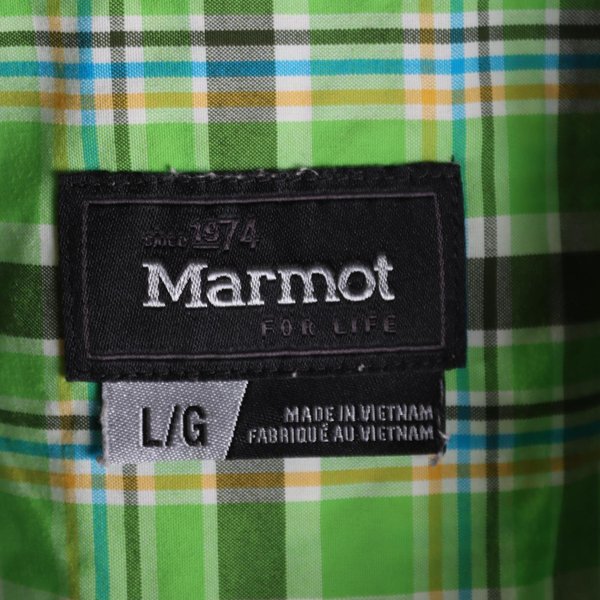 SINCE 1974
Marmot
FOR LIFE
L/G
MADE IN VIETNAM
FABRIQUÉ AU VIETNAM